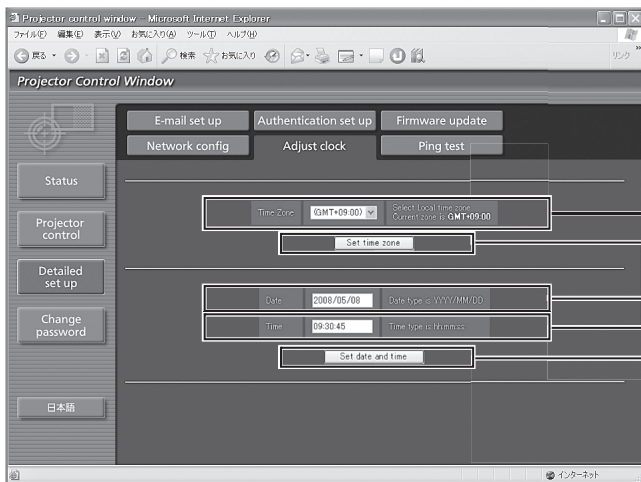 Projector control window - Microsoft Internet Explorer
ファイル(F) 編集(E) 表示(V) お気に入り(A) ツール(T) ヘルプ(H)
戻る 検索 お気に入り リンク »
Projector Control Window
E-mail set up Authentication set up Firmware update
Network config Adjust clock Ping test
Status
Time Zone (GMT+09:00) Select Local time zone
Current zone is GMT+09:00
Projector control
Set time zone
Detailed set up
Date 2008/05/08 Date type is YYYY/MM/DD
Change password
Time 09:30:45 Time type is hh:mm:ss
Set date and time
日本語
インターネット